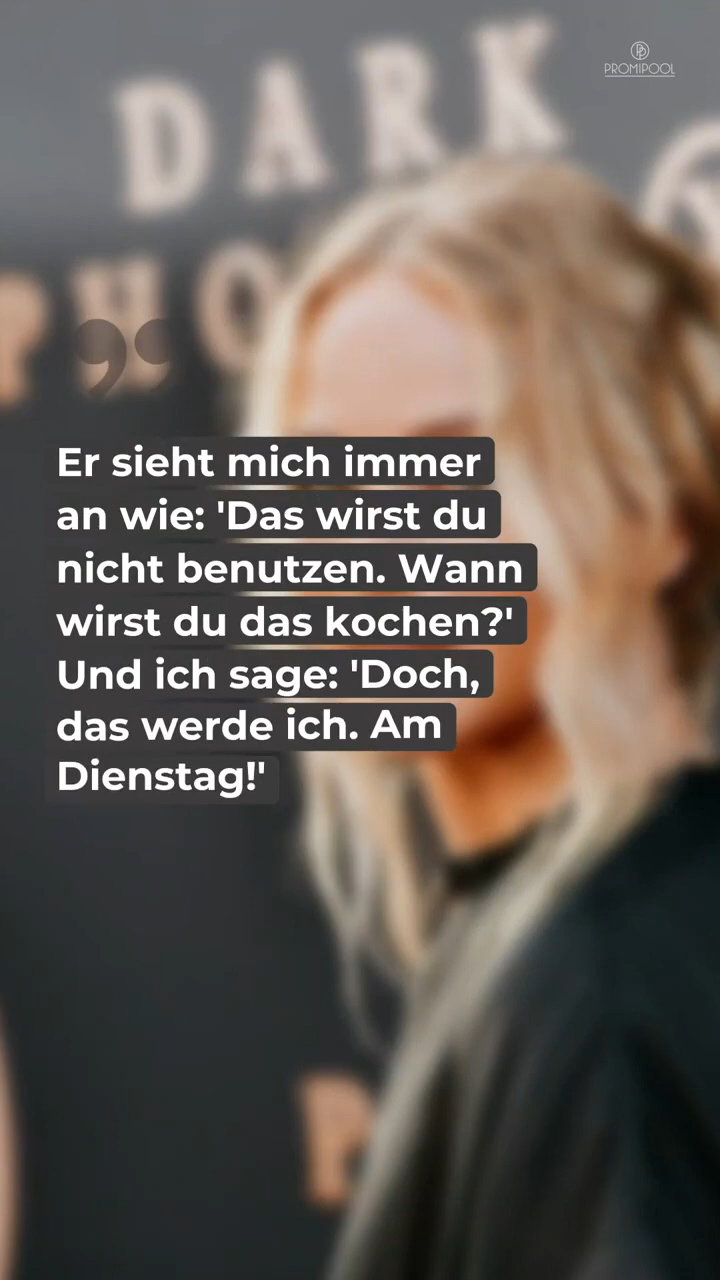 PROMIPOOL
DARK
PHO
”
Er sieht mich immer
an wie: 'Das wirst du
nicht benutzen. Wann
wirst du das kochen?'
Und ich sage: 'Doch,
das werde ich. Am
Dienstag!'